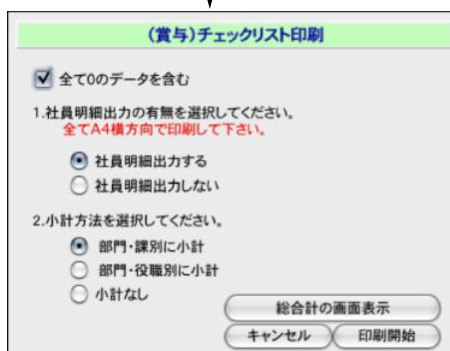 (賞与)チェックリスト印刷
全て0のデータを含む
1.社員明細出力の有無を選択してください。
全てA4横方向で印刷して下さい。
社員明細出力する
社員明細出力しない
2.小計方法を選択してください。
部門・課別に小計
部門・役職別に小計
小計なし
総合計の画面表示
キャンセル 印刷開始